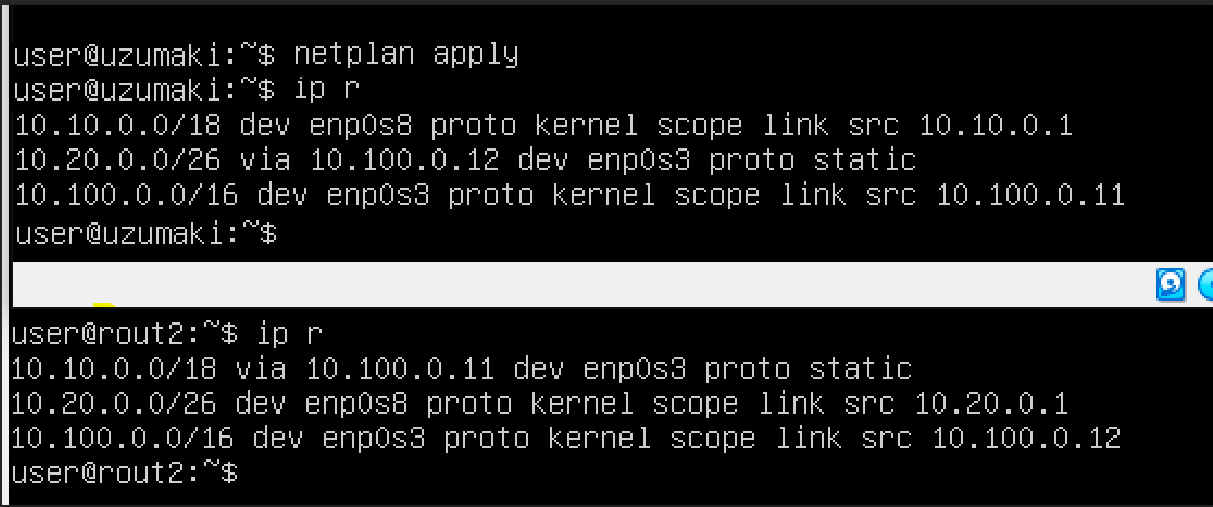 user@uzumaki:~$ netplan apply
user@uzumaki:~$ ip r
10.10.0.0/18 dev enp0s8 proto kernel scope link src 10.10.0.1
10.20.0.0/26 via 10.100.0.12 dev enp0s3 proto static
10.100.0.0/16 dev enp0s3 proto kernel scope link src 10.100.0.11
user@uzumaki:~$
user@rout2:~$ ip r
10.10.0.0/18 via 10.100.0.11 dev enp0s3 proto static
10.20.0.0/26 dev enp0s8 proto kernel scope link src 10.20.0.1
10.100.0.0/16 dev enp0s3 proto kernel scope link src 10.100.0.12
user@rout2:~$